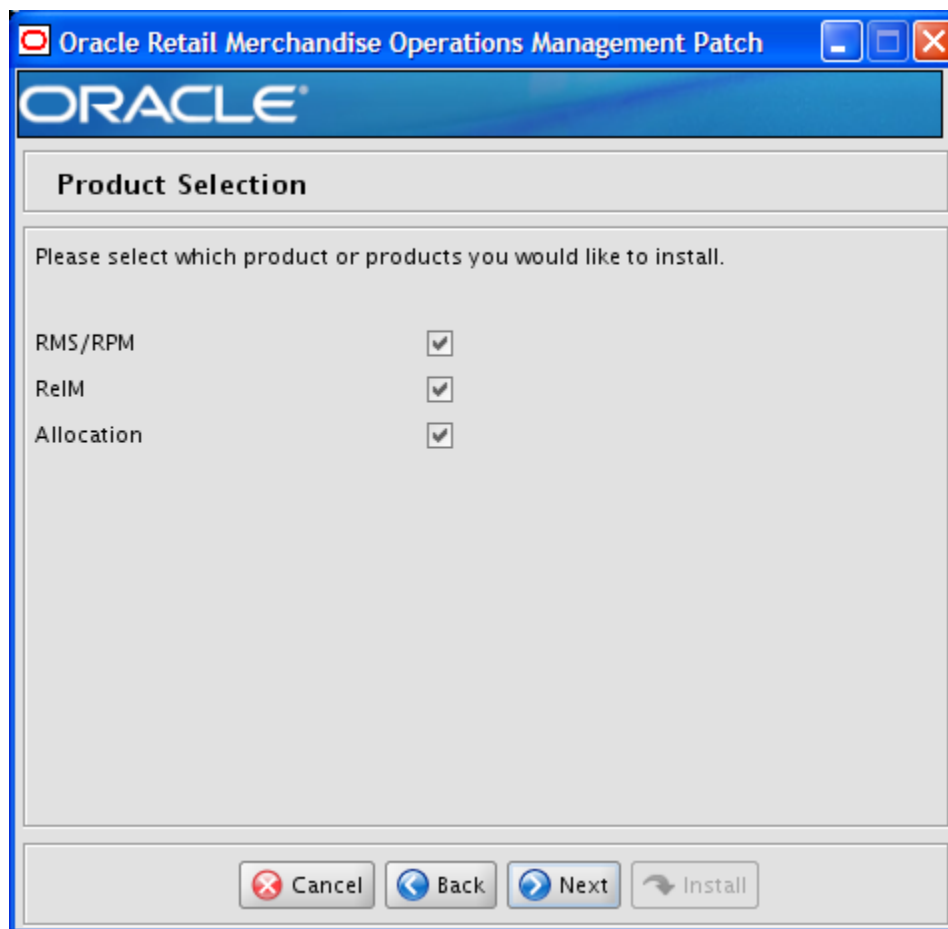 Oracle Retail Merchandise Operations Management Patch
ORACLE®
Product Selection
Please select which product or products you would like to install.
RMS/RPM
ReIM
Allocation
Cancel Back Next Install